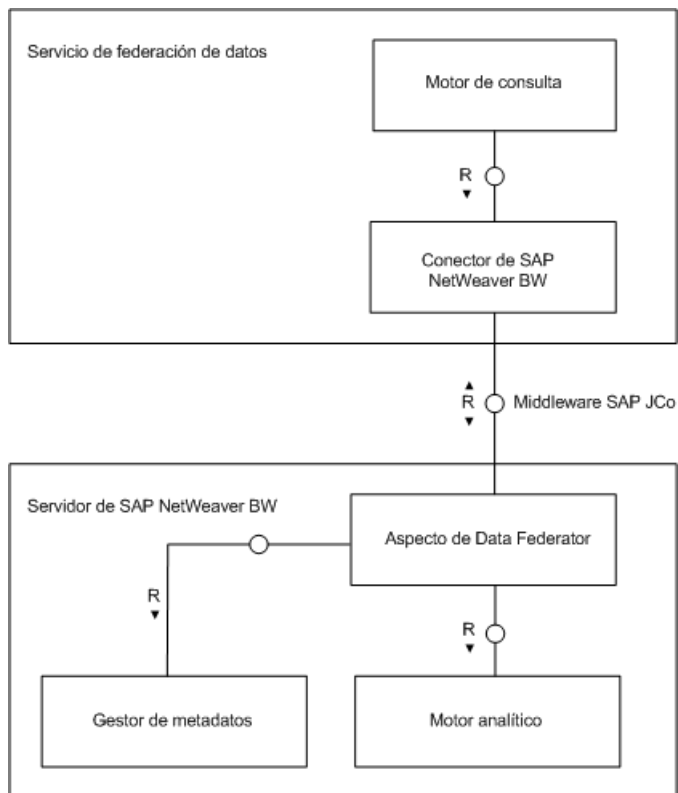 Servicio de federación de datos
Motor de consulta
R
Conector de SAP
NetWeaver BW
R
Middleware SAP JCo
Servidor de SAP NetWeaver BW
Aspecto de Data Federator
R
R
Gestor de metadatos
Motor analítico